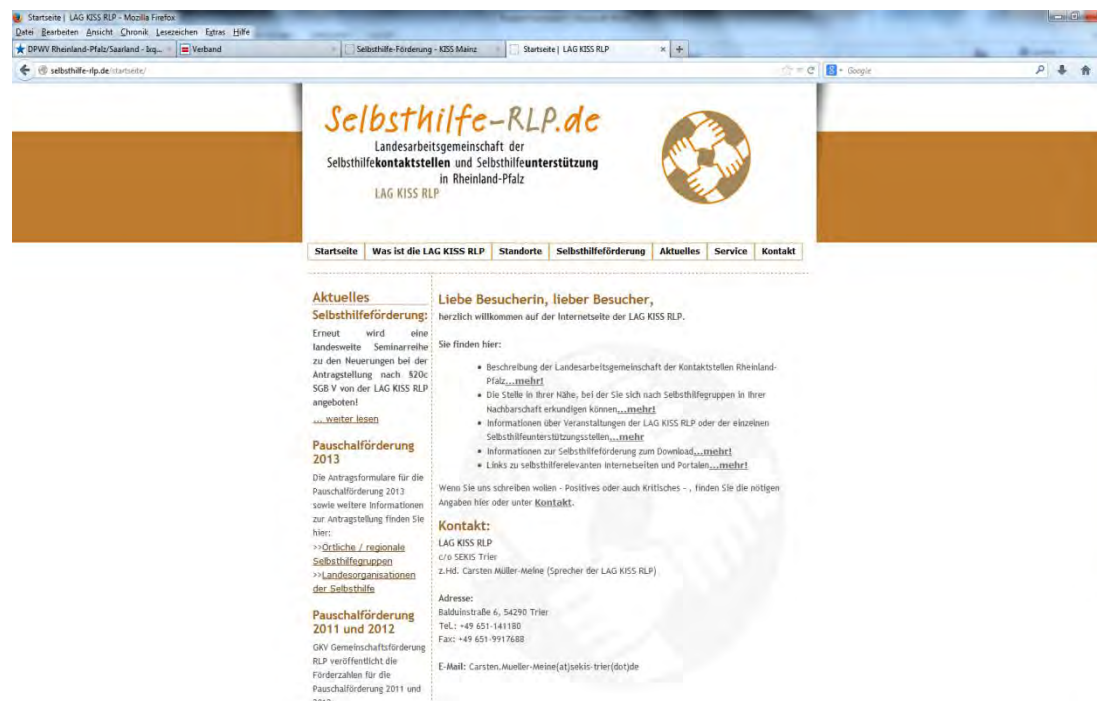 Startseite | LAG KISS RLP - Mozilla Firefox
Datei Bearbeiten Ansicht Chronik Lesezeichen Extras Hilfe
DPWV Rheinland-Pfalz/Saarland - Ixq...
Verband
Selbsthilfe-Förderung - KISS Mainz
Startseite | LAG KISS RLP
selbsthilfe-rlp.de/startseite/
Google
Selbsthilfe-RLP.de
Landesarbeitsgemeinschaft der
Selbsthilfekontaktstellen und Selbsthilfeunterstützung
in Rheinland-Pfalz
LAG KISS RLP
Startseite Was ist die LAG KISS RLP Standorte Selbsthilfeförderung Aktuelles Service Kontakt
Aktuelles
Selbsthilfeförderung:
Erneut wird eine
landesweite Seminarreihe
zu den Neuerungen bei der
Antragstellung nach §20c
SGB V von der LAG KISS RLP
angeboten!
... weiter lesen
Pauschalförderung
2013
Die Antragsformulare für die
Pauschalförderung 2013
sowie weitere Informationen
zur Antragstellung finden Sie
hier:
>>Örtliche / regionale
Selbsthilfegruppen
>>Landesorganisationen
der Selbsthilfe
Pauschalförderung
2011 und 2012
GKV Gemeinschaftsförderung
RLP veröffentlicht die
Förderzahlen für die
Pauschalförderung 2011 und
Liebe Besucherin, lieber Besucher,
herzlich willkommen auf der Internetseite der LAG KISS RLP.
Sie finden hier:
• Beschreibung der Landesarbeitsgemeinschaft der Kontaktstellen Rheinland-
Pfalz...mehr!
• Die Stelle in Ihrer Nähe, bei der Sie sich nach Selbsthilfegruppen in Ihrer
Nachbarschaft erkundigen können...mehr!
• Informationen über Veranstaltungen der LAG KISS RLP oder der einzelnen
Selbsthilfeunterstützungsstellen...mehr
• Informationen zur Selbsthilfeförderung zum Download...mehr!
• Links zu selbsthilferelevanten Internetseiten und Portalen...mehr!
Wenn Sie uns schreiben wollen - Positives oder auch Kritisches - , finden Sie die nötigen
Angaben hier oder unter Kontakt.
Kontakt:
LAG KISS RLP
c/o SEKIS Trier
z.Hd. Carsten Müller-Meine (Sprecher der LAG KISS RLP)
Adresse:
Balduinstraße 6, 54290 Trier
Tel.: +49 651-141180
Fax: +49 651-9917688
E-Mail: Carsten.Mueller-Meine(at)sekis-trier(dot)de